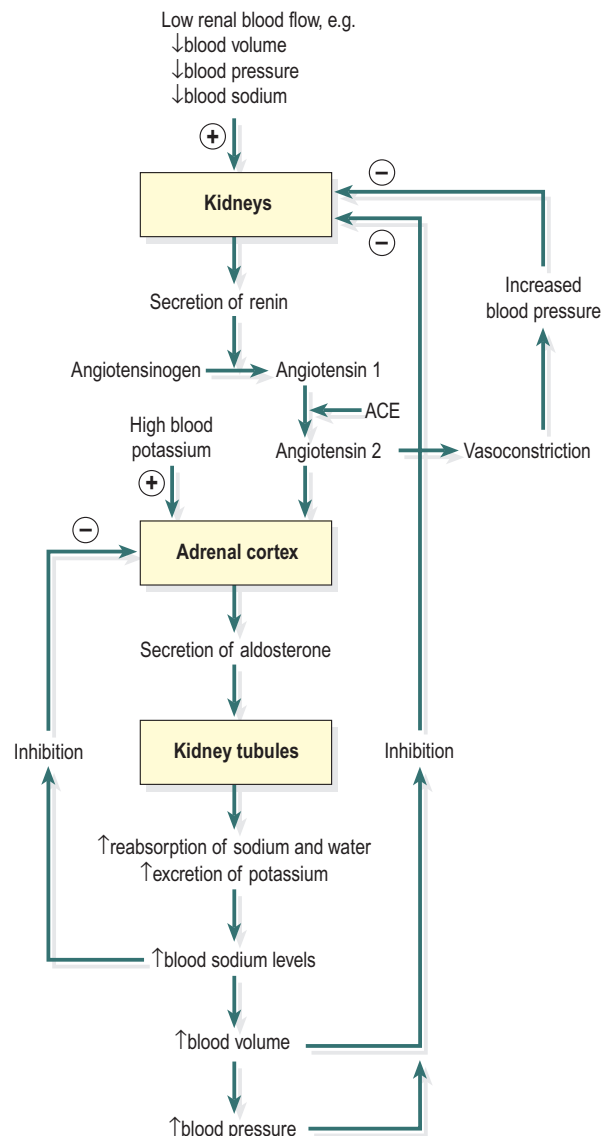 Low renal blood flow, e.g.
↓blood volume
↓blood pressure
↓blood sodium
+
−
Kidneys
−
Secretion of renin
Increased
blood pressure
Angiotensinogen
Angiotensin 1
ACE
High blood
potassium
Angiotensin 2
Vasoconstriction
+
−
Adrenal cortex
Secretion of aldosterone
Kidney tubules
Inhibition
Inhibition
↑reabsorption of sodium and water
↑excretion of potassium
↑blood sodium levels
↑blood volume
↑blood pressure